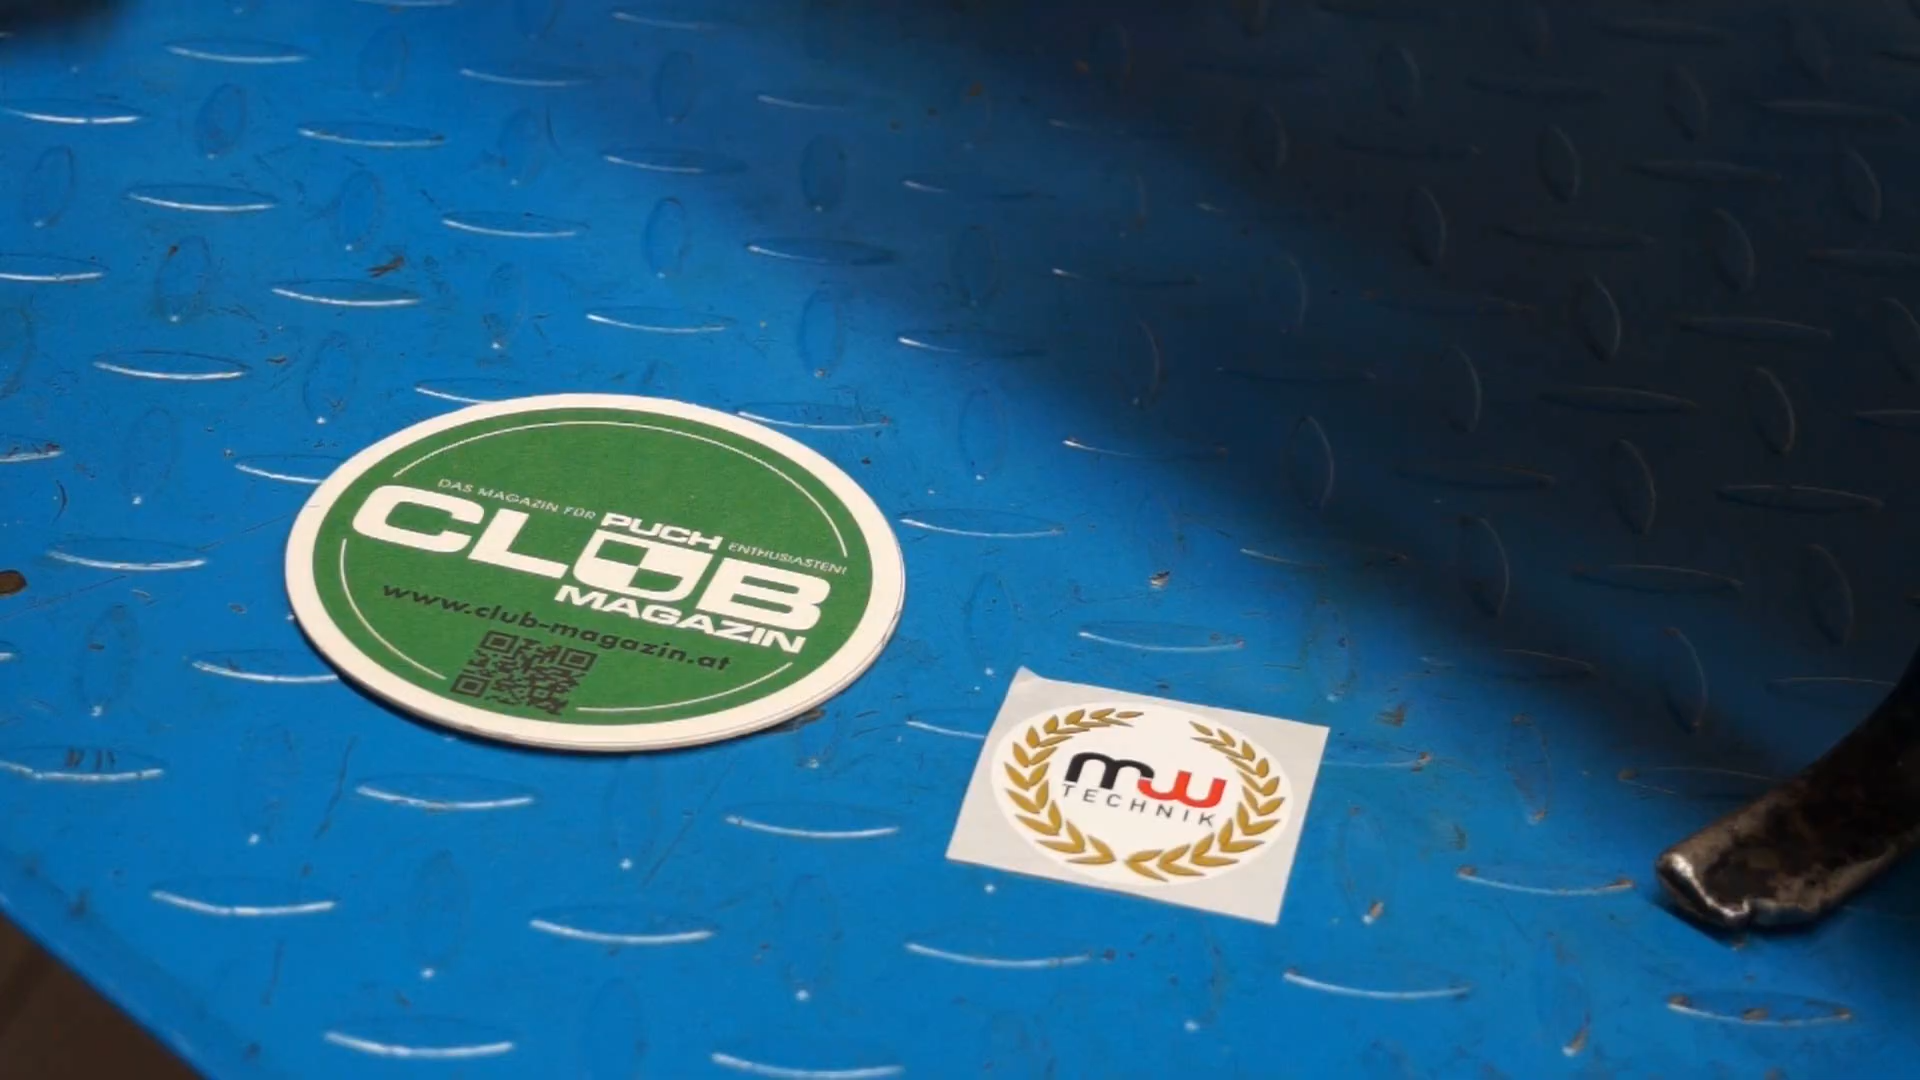 DAS MAGAZIN FÜR PUCH ENTHUSIASTEN!
CLUB
MAGAZIN
www.club-magazin.at
mw
TECHNIK